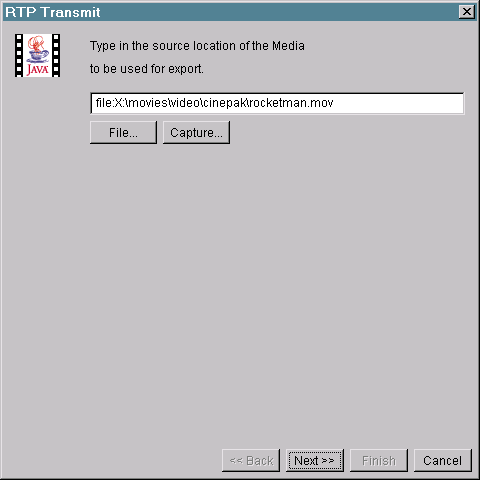 RTP Transmit
JAVA
Type in the source location of the Media
to be used for export.
file:X:\movies\video\cinepak\rocketman.mov
File... Capture...
<< Back Next >> Finish Cancel